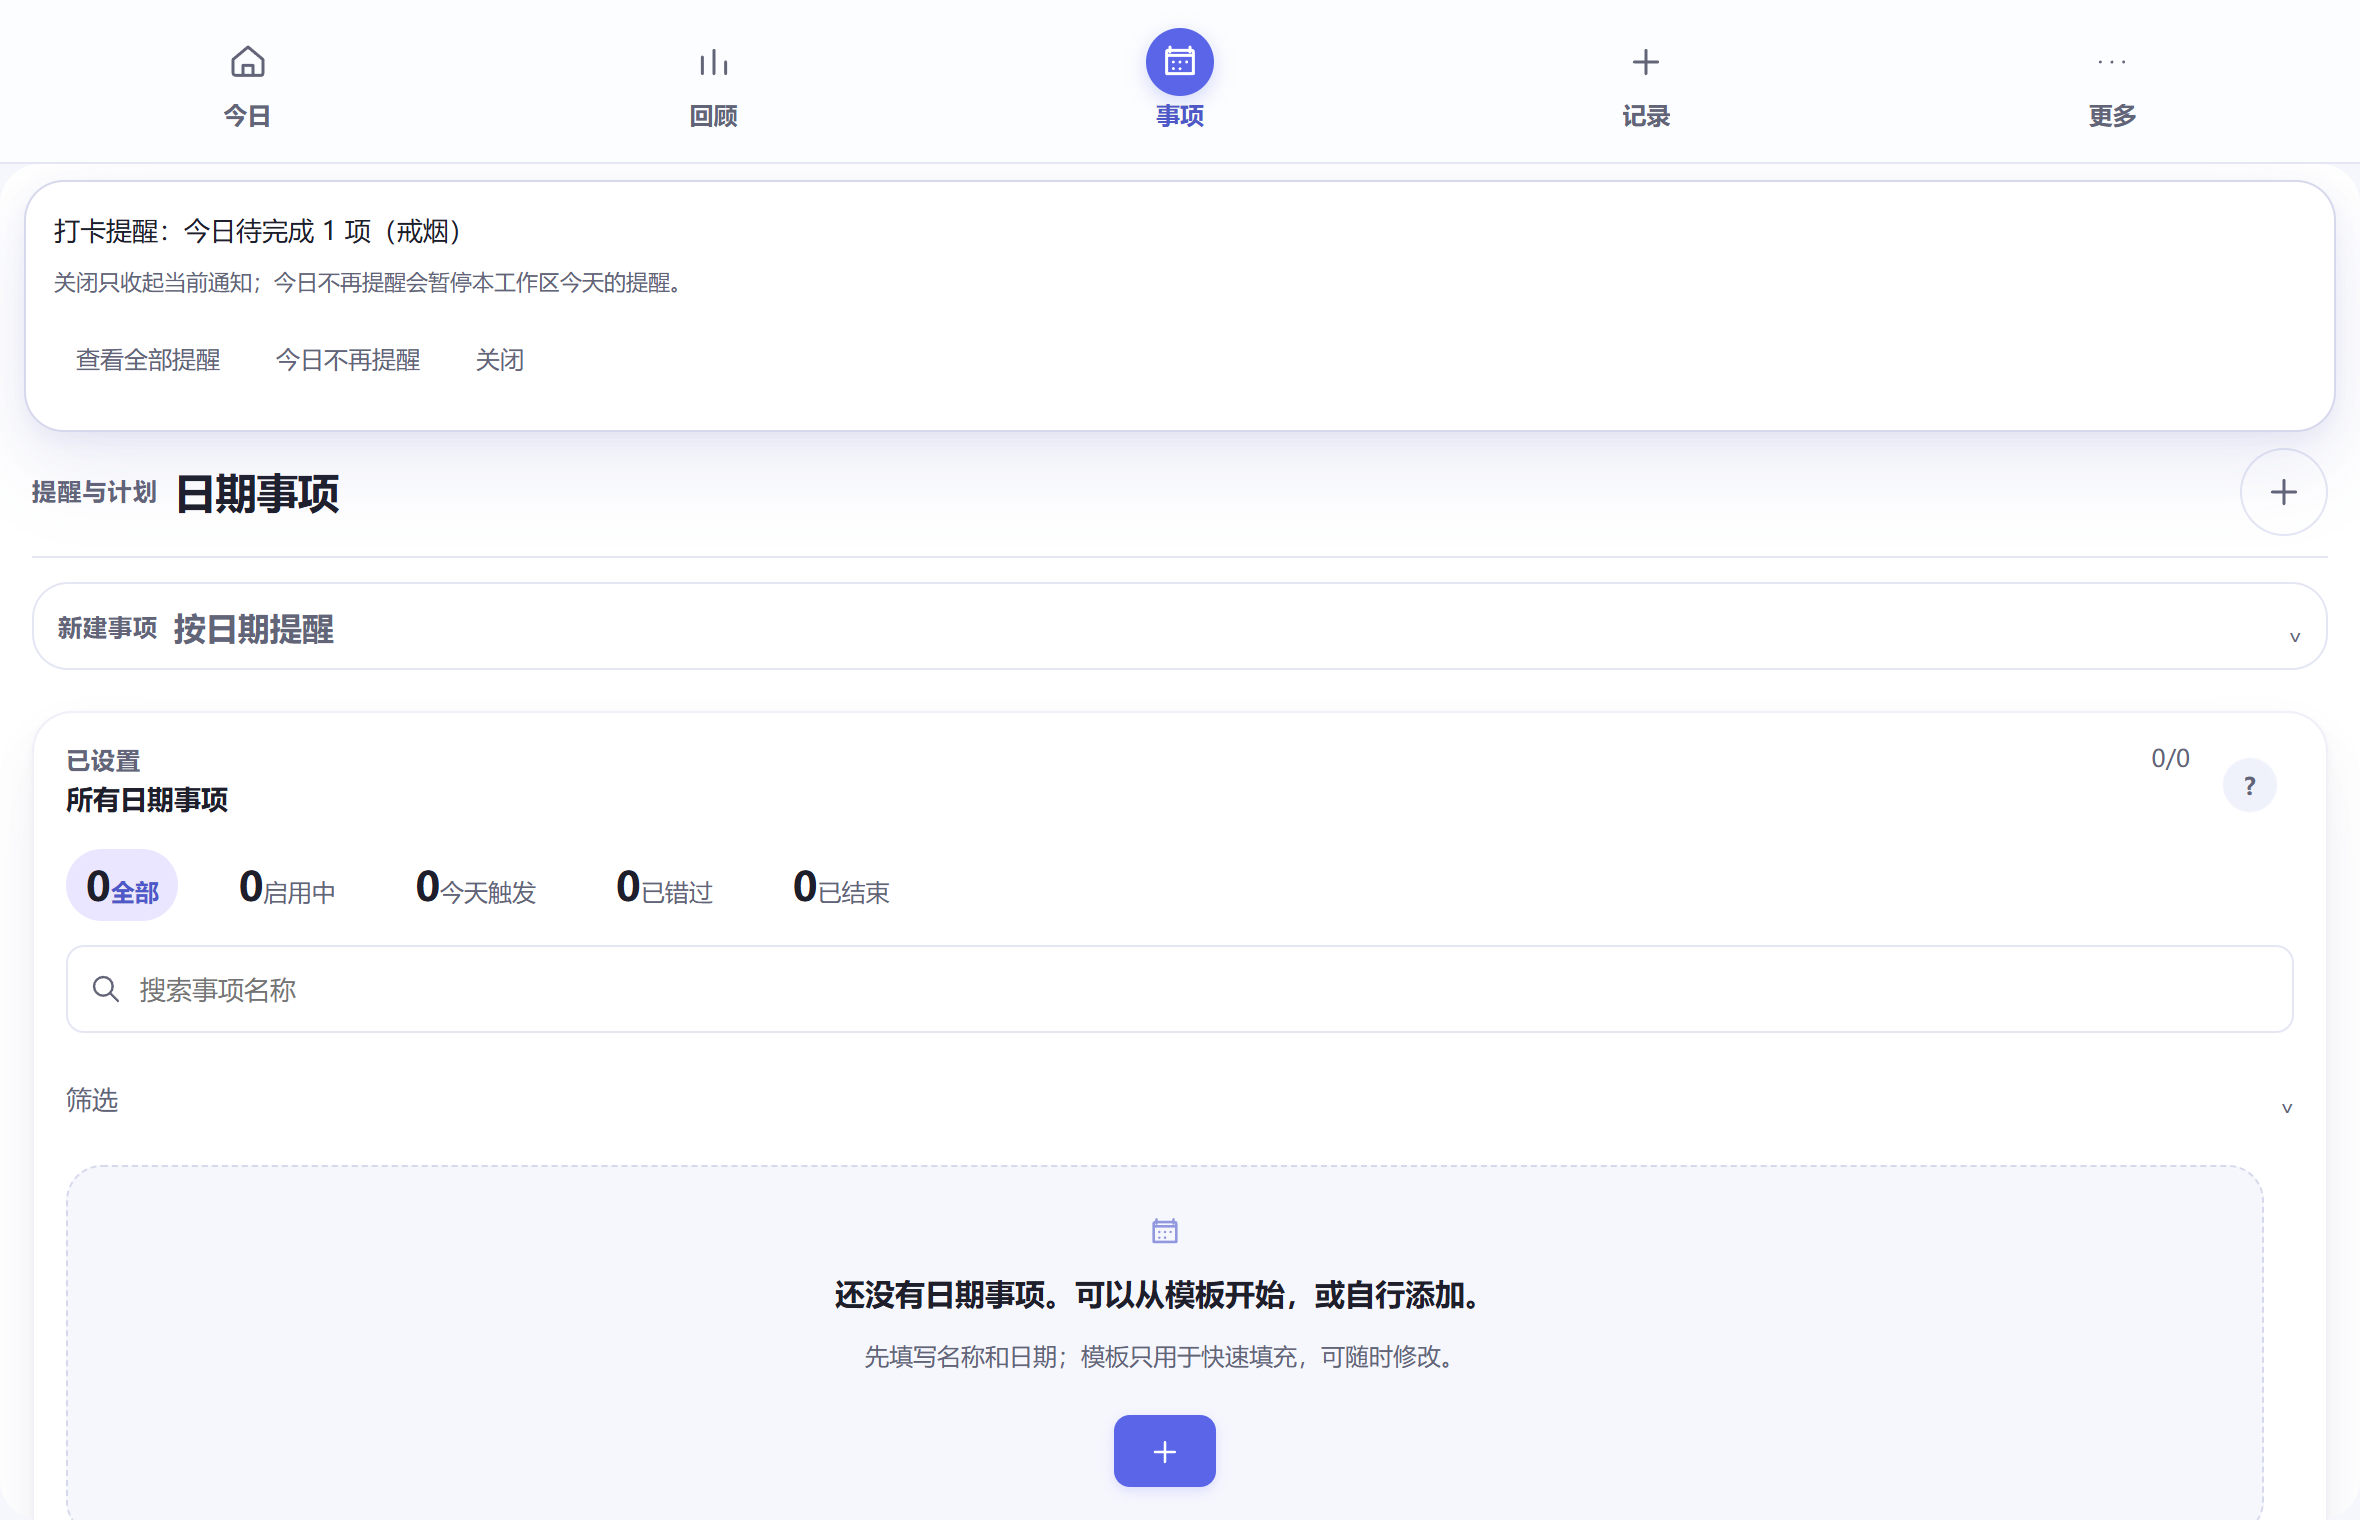 今日
回顾
事项
记录
更多
打卡提醒：今日待完成 1 项（戒烟）
关闭只收起当前通知；今日不再提醒会暂停本工作区今天的提醒。
查看全部提醒 今日不再提醒 关闭
提醒与计划 日期事项
新建事项 按日期提醒
已设置
0/0
?
所有日期事项
0全部 0启用中 0今天触发 0已错过 0已结束
搜索事项名称
筛选
还没有日期事项。可以从模板开始，或自行添加。
先填写名称和日期；模板只用于快速填充，可随时修改。